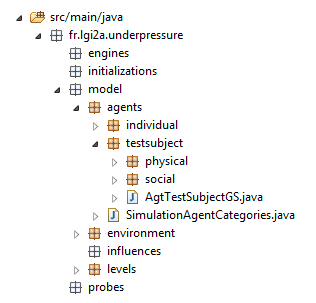 src/main/java
fr.lgi2a.underpressure
engines
initializations
model
agents
individual
testsubject
physical
social
AgtTestSubjectGS.java
SimulationAgentCategories.java
environment
influences
levels
probes